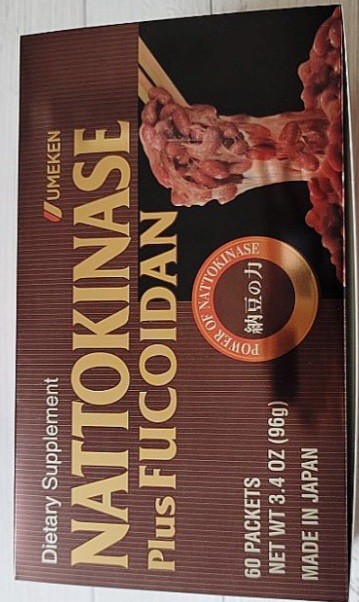 UMEKEN
Dietary Supplement
NATTOKINASE
Plus FUCOIDAN
POWER OF NATTOKINASE
納豆の力
60 PACKETS
NET WT 3.4 OZ (96g)
MADE IN JAPAN